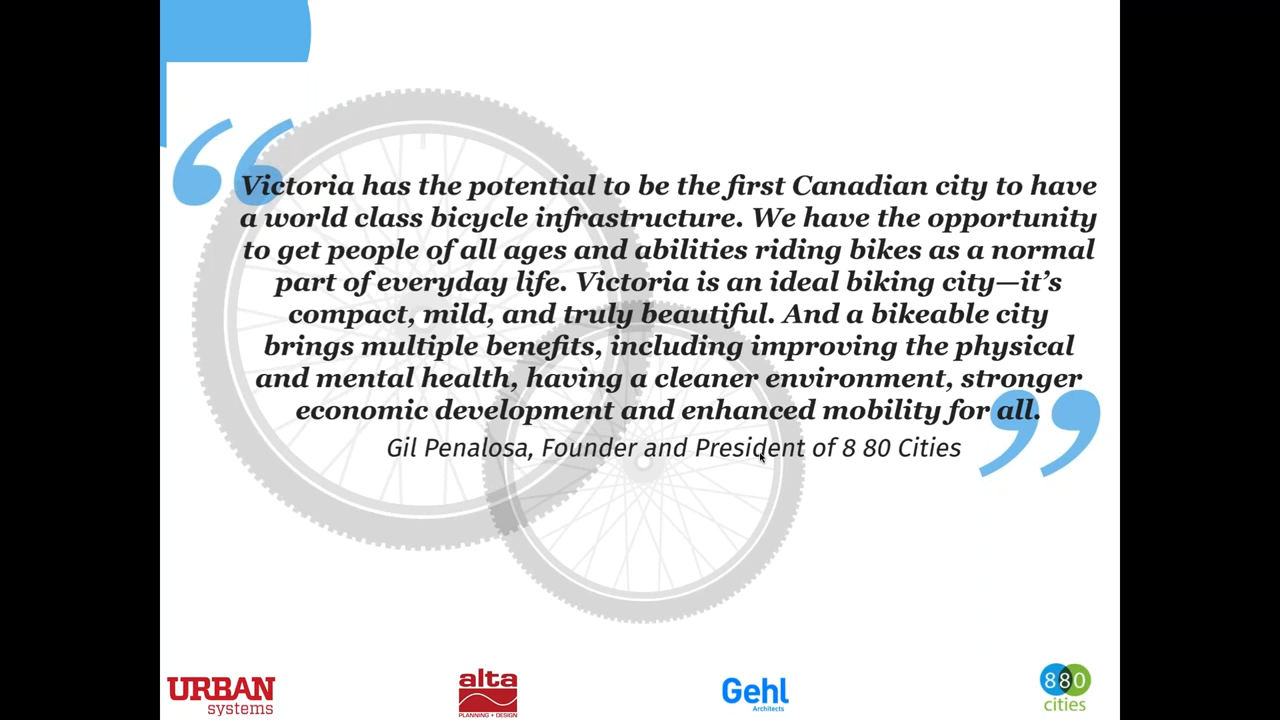 “Victoria has the potential to be the first Canadian city to have
a world class bicycle infrastructure. We have the opportunity
to get people of all ages and abilities riding bikes as a normal
part of everyday life. Victoria is an ideal biking city—it’s
compact, mild, and truly beautiful. And a bikeable city
brings multiple benefits, including improving the physical
and mental health, having a cleaner environment, stronger
economic development and enhanced mobility for all.”
Gil Penalosa, Founder and President of 8 80 Cities
URBAN
systems
alta
PLANNING + DESIGN
Gehl
Architects
880
cities